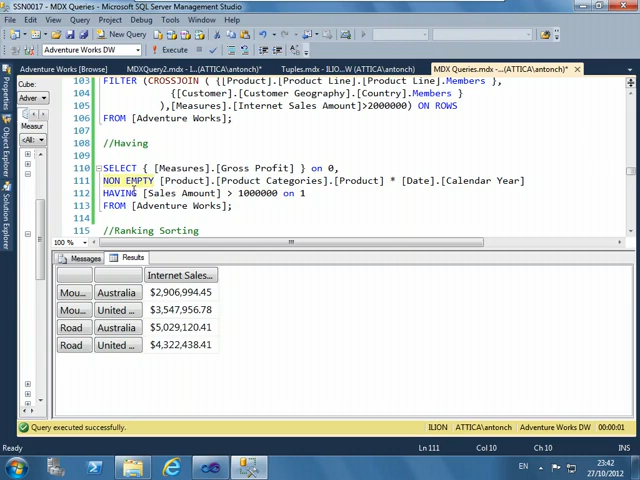 SSN0017 - MDX Queries - Microsoft SQL Server Management Studio
File Edit View Query Project Debug Tools Window Help
New Query
Adventure Works DW Execute
Adventure Works [Browse] MDXQuery2.mdx - ILION...W (ATTICA\antonch)* Tuples.mdx - ILIO...W (ATTICA\antonch) MDX Queries.mdx -...(ATTICA\antonch)*
Cube:
Adver
Measur
<All:
Properties
Object Explorer
Solution Explorer
103 FILTER (CROSSJOIN ( {[Product].[Product Line].Members },
104 {[Customer].[Customer Geography].[Country].Members }
105 ),[Measures].[Internet Sales Amount]>2000000) ON ROWS
106 FROM [Adventure Works];
107
108 //Having
109
110 SELECT { [Measures].[Gross Profit] } on 0,
111 NON EMPTY [Product].[Product Categories].[Product] * [Date].[Calendar Year]
112 HAVING [Sales Amount] > 1000000 on 1
113 FROM [Adventure Works];
114
115 //Ranking Sorting
100 %
Messages Results
Internet Sales...
Mou... Australia $2,906,994.45
Mou... United ... $3,547,956.78
Road Australia $5,029,120.41
Road United ... $4,322,438.41
Query executed successfully. ILION ATTICA\antonch Adventure Works DW 00:00:01
Ready Ln 111 Col 10 Ch 10 INS
EN 23:42
27/10/2012